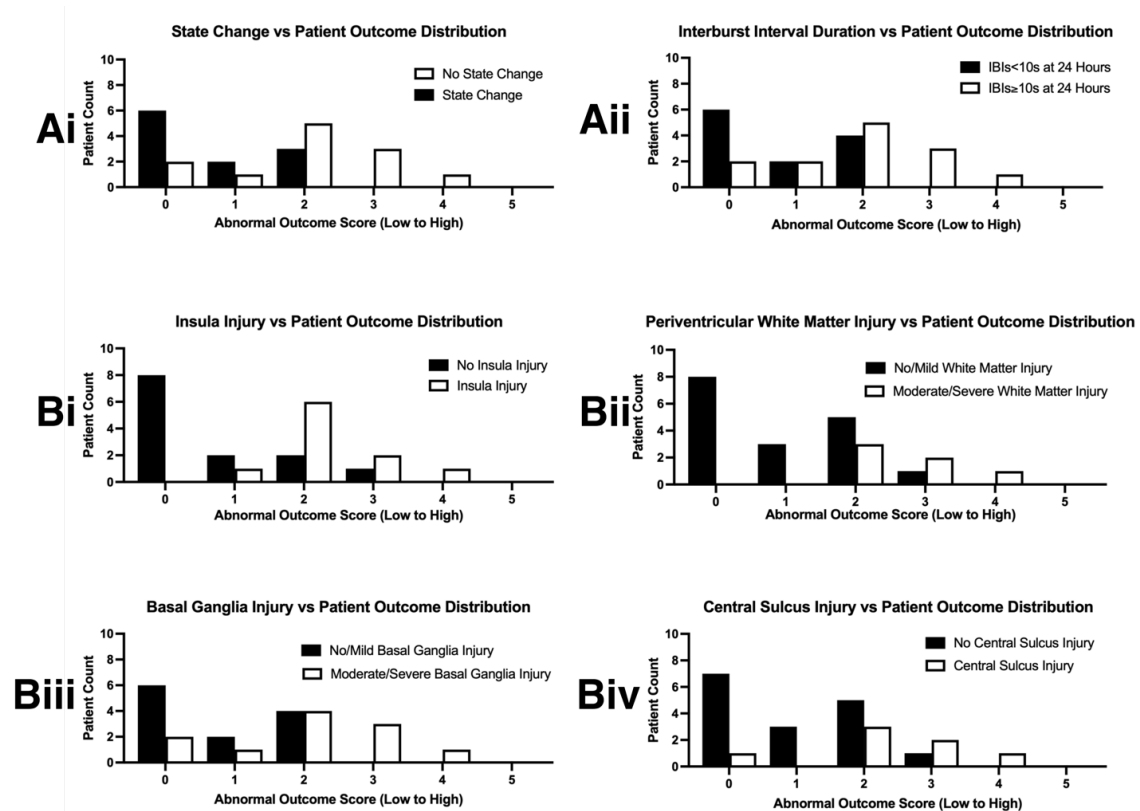 State Change vs Patient Outcome Distribution
Ai
Patient Count
10
8
6
4
2
0
No State Change
State Change
0 1 2 3 4 5
Abnormal Outcome Score (Low to High)
Interburst Interval Duration vs Patient Outcome Distribution
Aii
Patient Count
10
8
6
4
2
0
IBIs<10s at 24 Hours
IBIs≥10s at 24 Hours
0 1 2 3 4 5
Abnormal Outcome Score (Low to High)
Insula Injury vs Patient Outcome Distribution
Bi
Patient Count
10
8
6
4
2
0
No Insula Injury
Insula Injury
0 1 2 3 4 5
Abnormal Outcome Score (Low to High)
Periventricular White Matter Injury vs Patient Outcome Distribution
Bii
Patient Count
10
8
6
4
2
0
No/Mild White Matter Injury
Moderate/Severe White Matter Injury
0 1 2 3 4 5
Abnormal Outcome Score (Low to High)
Basal Ganglia Injury vs Patient Outcome Distribution
Biii
Patient Count
10
8
6
4
2
0
No/Mild Basal Ganglia Injury
Moderate/Severe Basal Ganglia Injury
0 1 2 3 4 5
Abnormal Outcome Score (Low to High)
Central Sulcus Injury vs Patient Outcome Distribution
Biv
Patient Count
10
8
6
4
2
0
No Central Sulcus Injury
Central Sulcus Injury
0 1 2 3 4 5
Abnormal Outcome Score (Low to High)